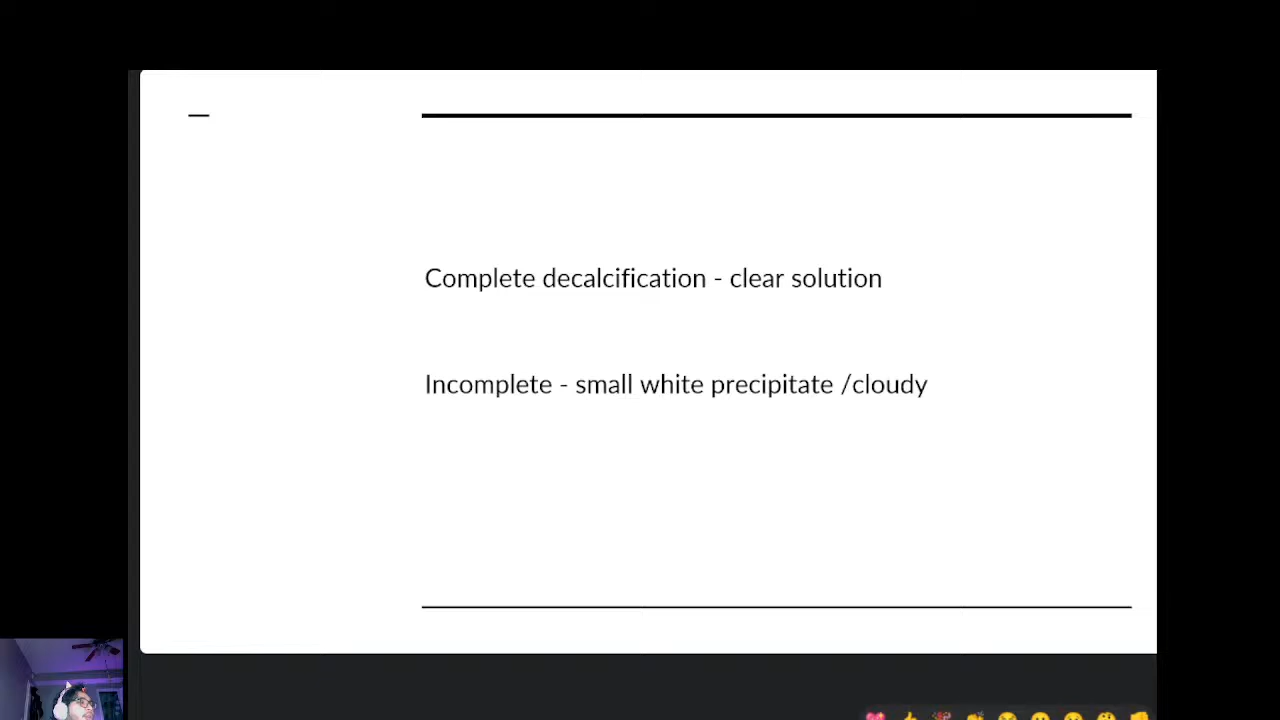 Complete decalcification - clear solution
Incomplete - small white precipitate /cloudy